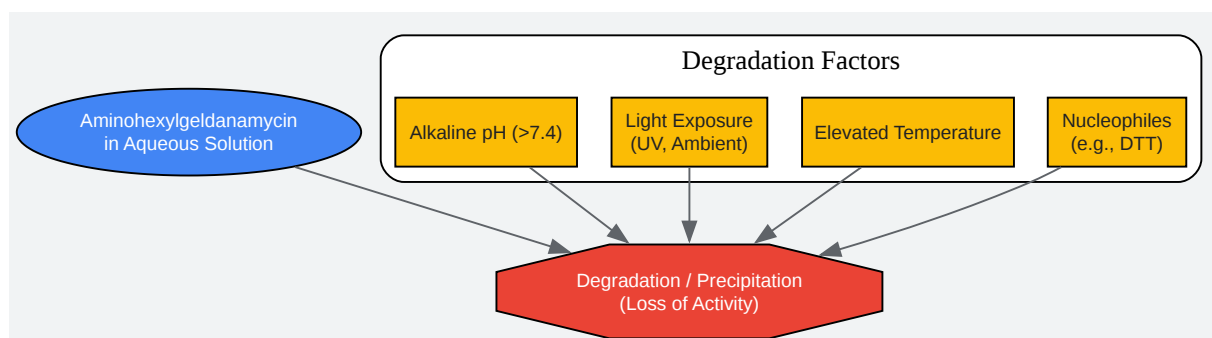 Degradation Factors
Aminohexylgeldanamycin
in Aqueous Solution
Alkaline pH (>7.4)
Light Exposure
(UV, Ambient)
Elevated Temperature
Nucleophiles
(e.g., DTT)
Degradation / Precipitation
(Loss of Activity)